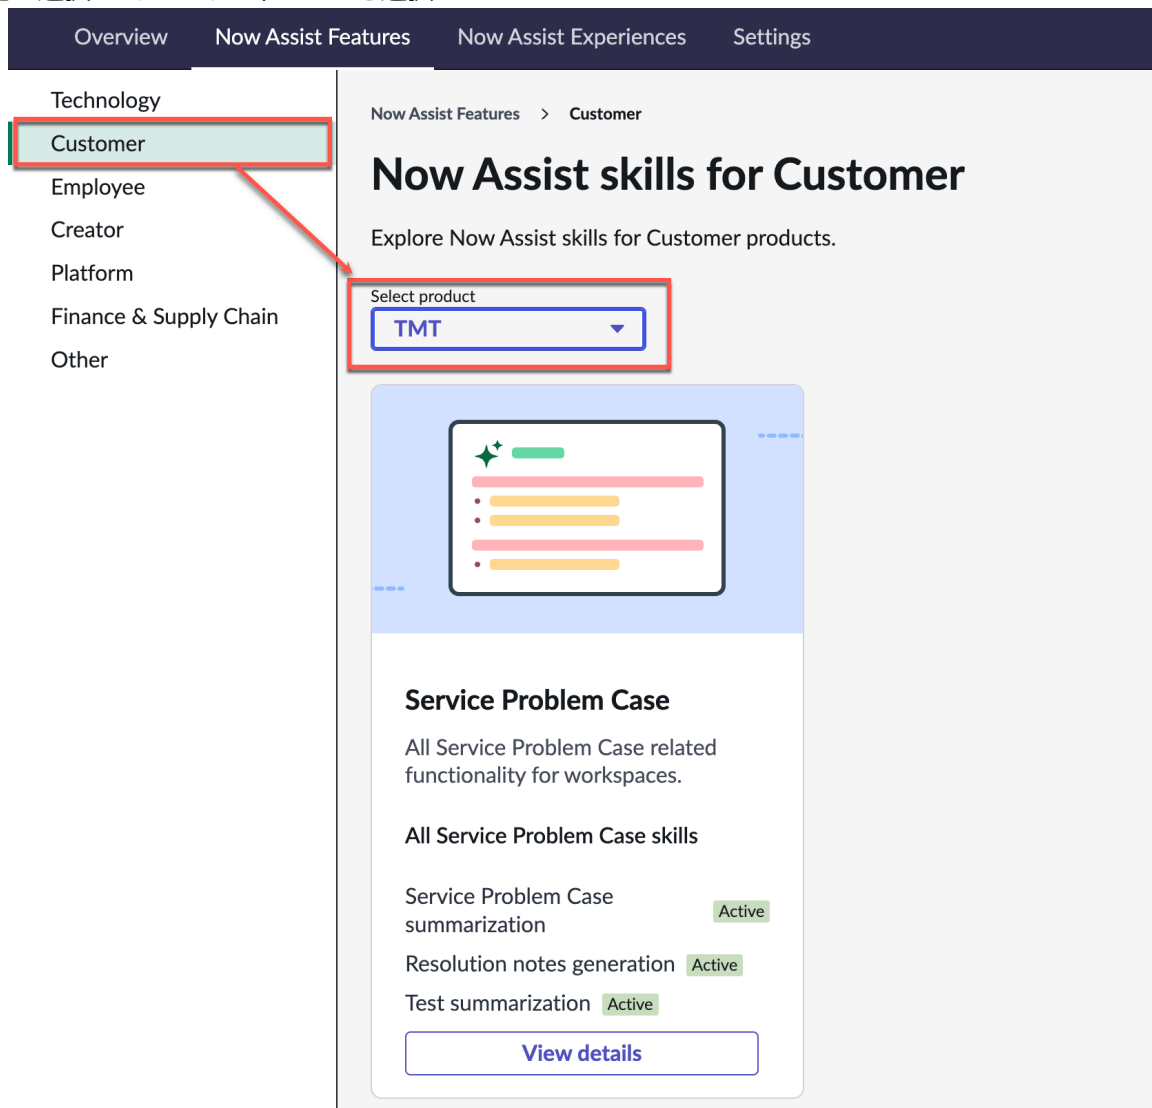 Overview Now Assist Features Now Assist Experiences Settings
Technology
Customer
Employee
Creator
Platform
Finance & Supply Chain
Other
Now Assist Features > Customer
Now Assist skills for Customer
Explore Now Assist skills for Customer products.
Select product
TMT
Service Problem Case
All Service Problem Case related
functionality for workspaces.
All Service Problem Case skills
Service Problem Case
summarization Active
Resolution notes generation Active
Test summarization Active
View details